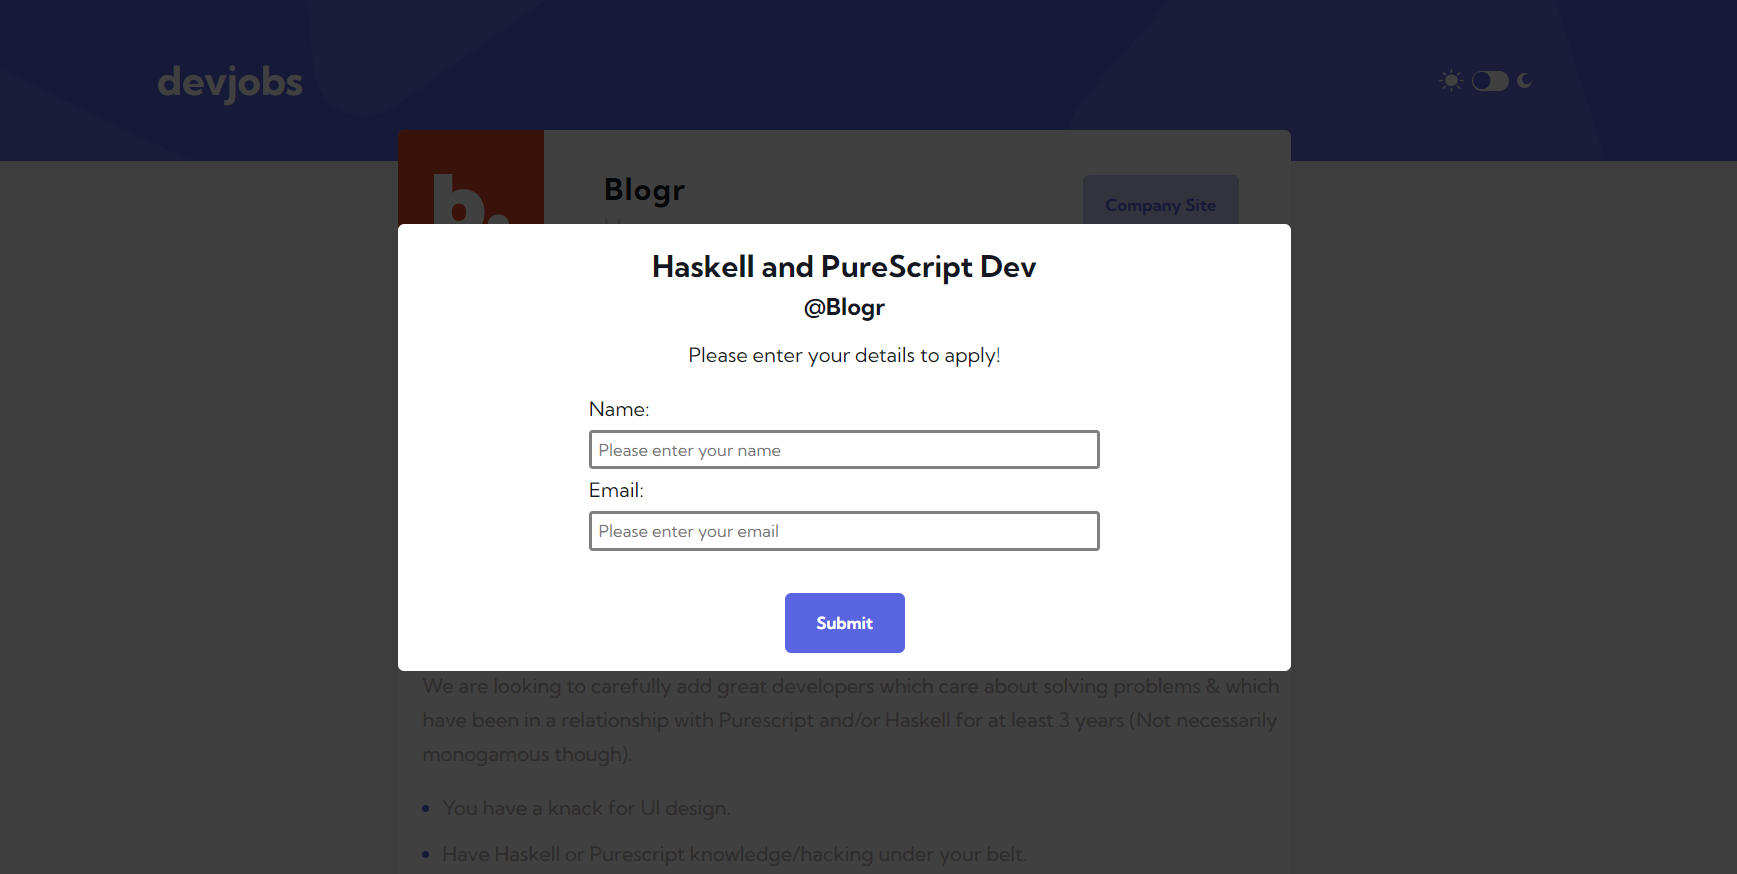 devjobs
b.
Blogr
Company Site
Haskell and PureScript Dev
@Blogr
Please enter your details to apply!
Name:
Please enter your name
Email:
Please enter your email
Submit
We are looking to carefully add great developers which care about solving problems & which
have been in a relationship with Purescript and/or Haskell for at least 3 years (Not necessarily
monogamous though).
You have a knack for UI design.
Have Haskell or Purescript knowledge/hacking under your belt.